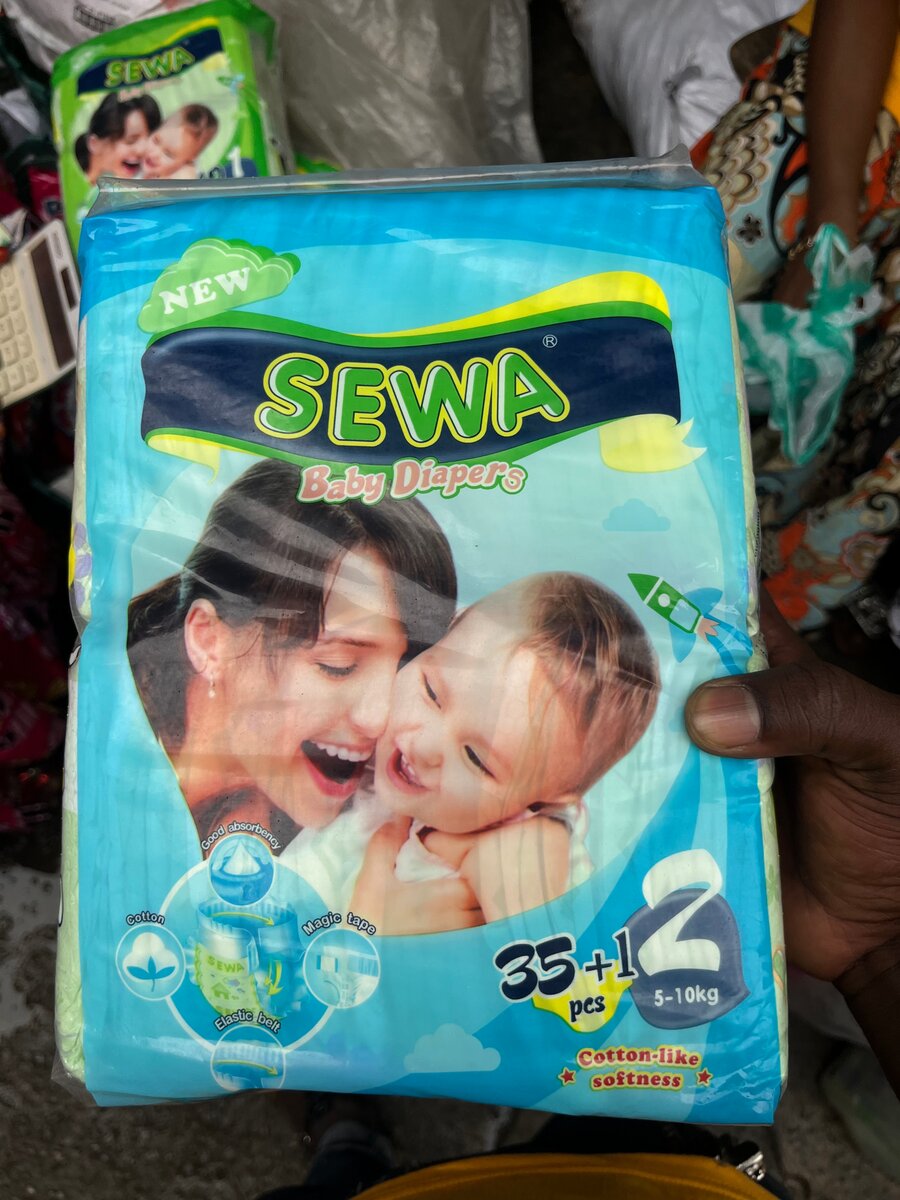 SEWA
NEW
SEWA®
Baby Diapers
Good absorbency
Cotton
Magic tape
SEWA
Elastic belt
35 +1
pcs
2
5-10kg
Cotton-like
softness